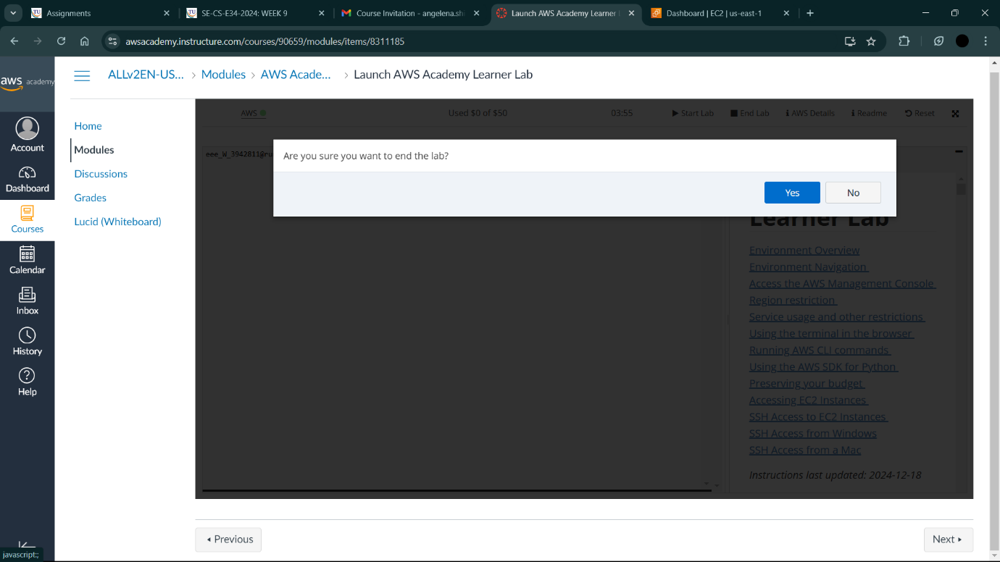 Assignments
SE-CS-E34-2024: WEEK 9
Course Invitation - angelena.sh
Launch AWS Academy Learner
Dashboard | EC2 | us-east-1
awsacademy.instructure.com/courses/90659/modules/items/8311185
aws academy
Account
Dashboard
Courses
Calendar
Inbox
History
Help
javascript:;
ALLv2EN-US... > Modules > AWS Acade... > Launch AWS Academy Learner Lab
Home
Modules
Discussions
Grades
Lucid (Whiteboard)
AWS
Used $0 of $50
03:55
Start Lab
End Lab
AWS Details
Readme
Reset
eee_W_3942811@ru
Are you sure you want to end the lab?
Yes
No
Learner Lab
Environment Overview
Environment Navigation
Access the AWS Management Console
Region restriction
Service usage and other restrictions
Using the terminal in the browser
Running AWS CLI commands
Using the AWS SDK for Python
Preserving your budget
Accessing EC2 Instances
SSH Access to EC2 Instances
SSH Access from Windows
SSH Access from a Mac
Instructions last updated: 2024-12-18
Previous
Next